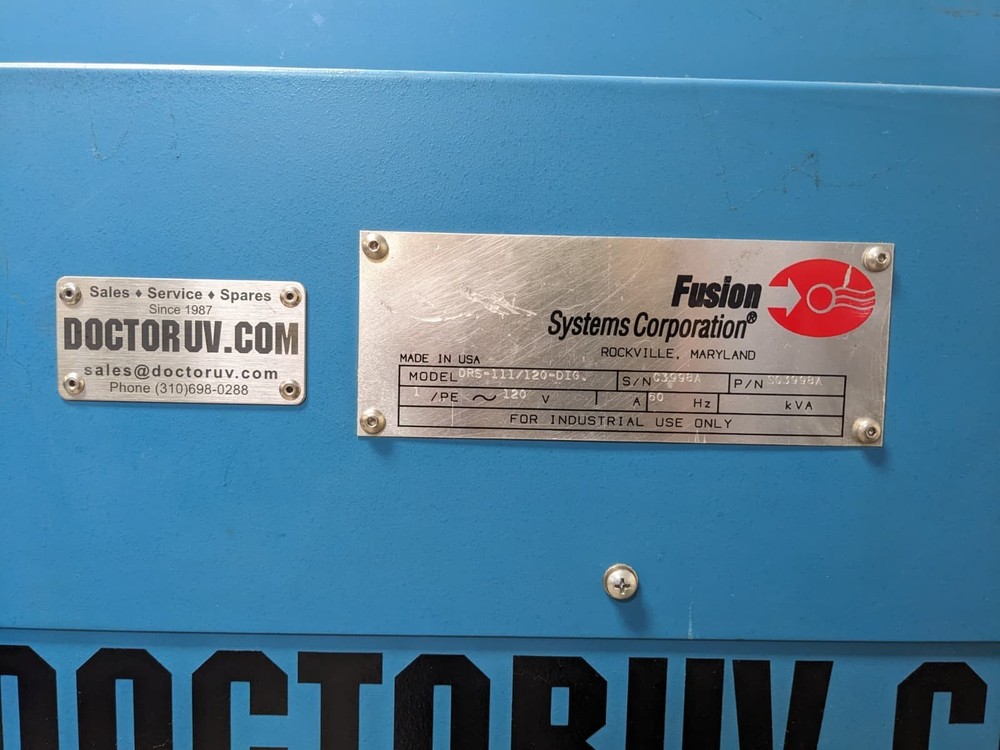 Sales ♦ Service ♦ Spares
Since 1987
DOCTORUV.COM
sales@doctoruv.com
Phone (310)698-0288
Fusion
Systems Corporation®
ROCKVILLE, MARYLAND
MADE IN USA
MODEL DRS-111/120-DIG. S/N C3998A P/N
1 /PE ~ 120 V A 60 Hz kVA
FOR INDUSTRIAL USE ONLY
DOCTORUV.C